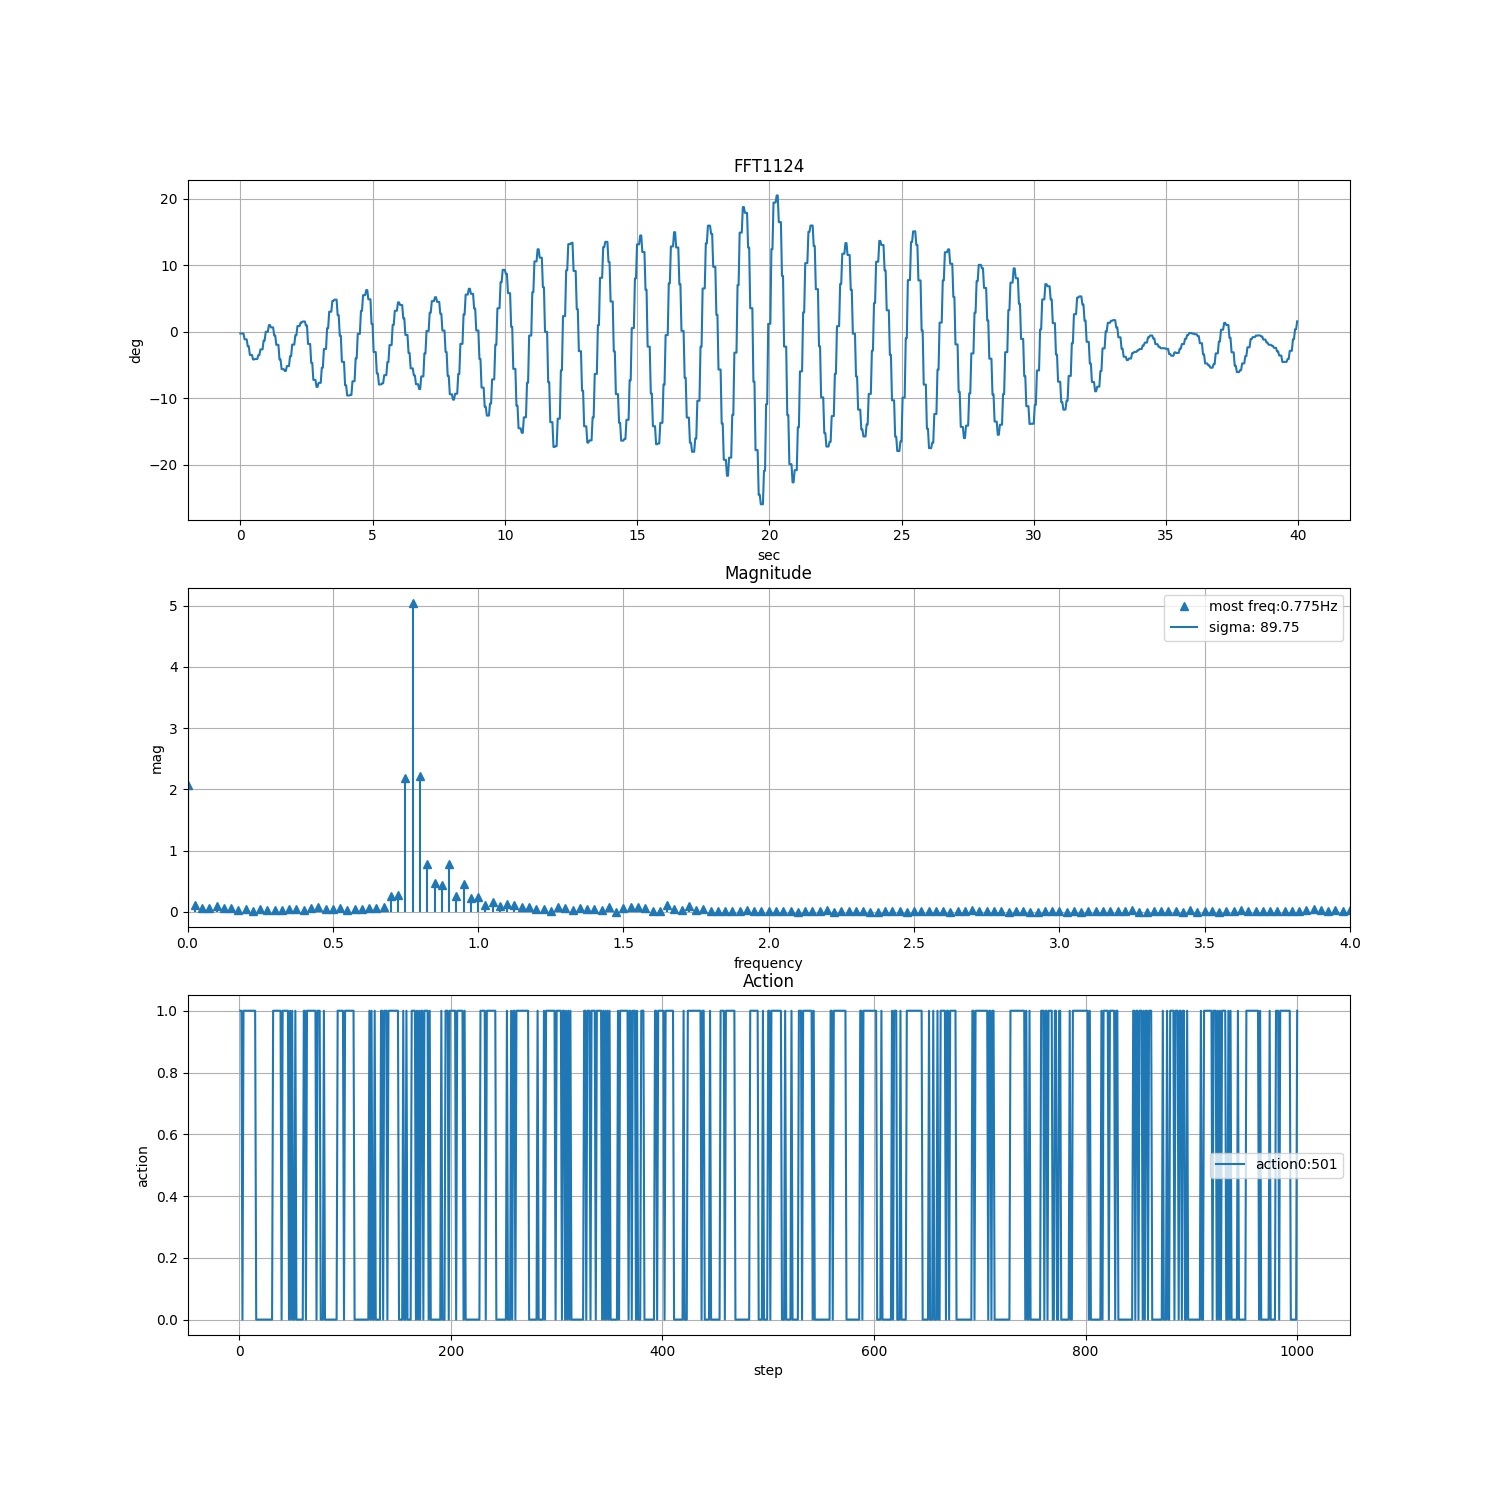 FFT1124
deg
20
10
0
−10
−20
0 5 10 15 20 25 30 35 40
sec
Magnitude
mag
5
4
3
2
1
0
most freq:0.775Hz
sigma: 89.75
0.0 0.5 1.0 1.5 2.0 2.5 3.0 3.5 4.0
frequency
Action
action
1.0
0.8
0.6
0.4
0.2
0.0
action0:501
0 200 400 600 800 1000
step